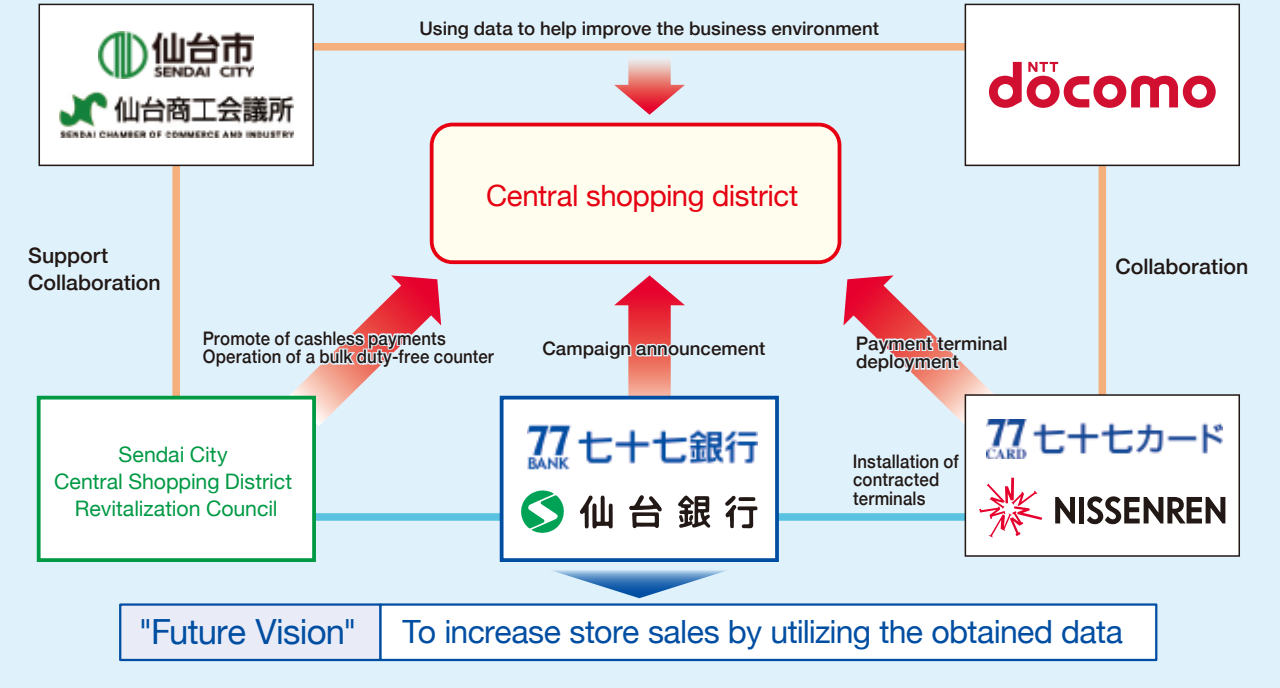 Using data to help improve the business environment
仙台市
SENDAI CITY
仙台商工会議所
SENDAI CHAMBER OF COMMERCE AND INDUSTRY
NTT
döcomo
Central shopping district
Support
Collaboration
Collaboration
Promote of cashless payments
Operation of a bulk duty-free counter
Campaign announcement
Payment terminal
deployment
Sendai City
Central Shopping District
Revitalization Council
77 BANK 七十七銀行
仙台銀行
Installation of
contracted
terminals
77 CARD 七十七カード
NISSENREN
"Future Vision" To increase store sales by utilizing the obtained data